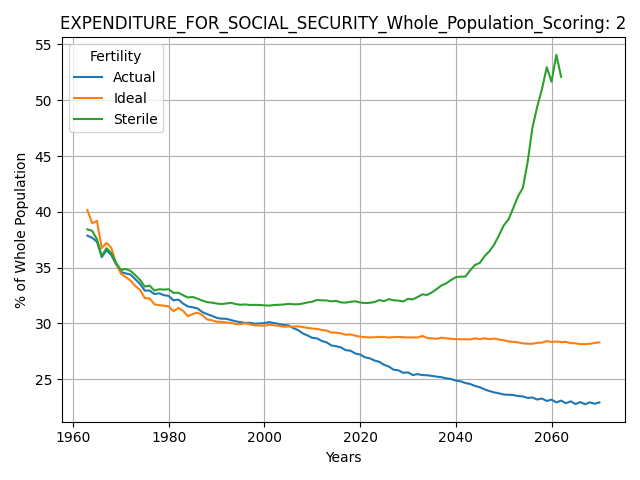 EXPENDITURE_FOR_SOCIAL_SECURITY_Whole_Population_Scoring: 2
% of Whole Population
55
50
45
40
35
30
25
Fertility
Actual
Ideal
Sterile
1960 1980 2000 2020 2040 2060
Years